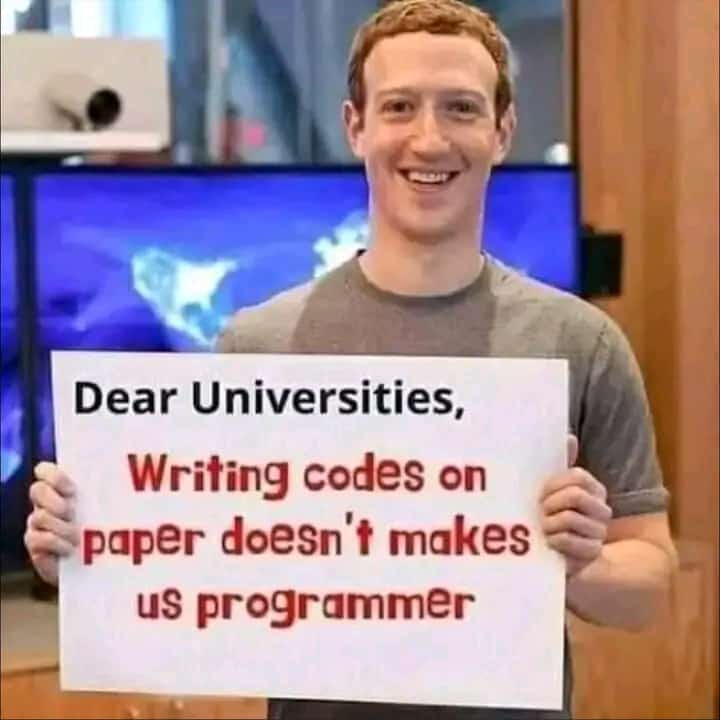 Dear Universities,
Writing codes on
paper doesn't makes
us programmer